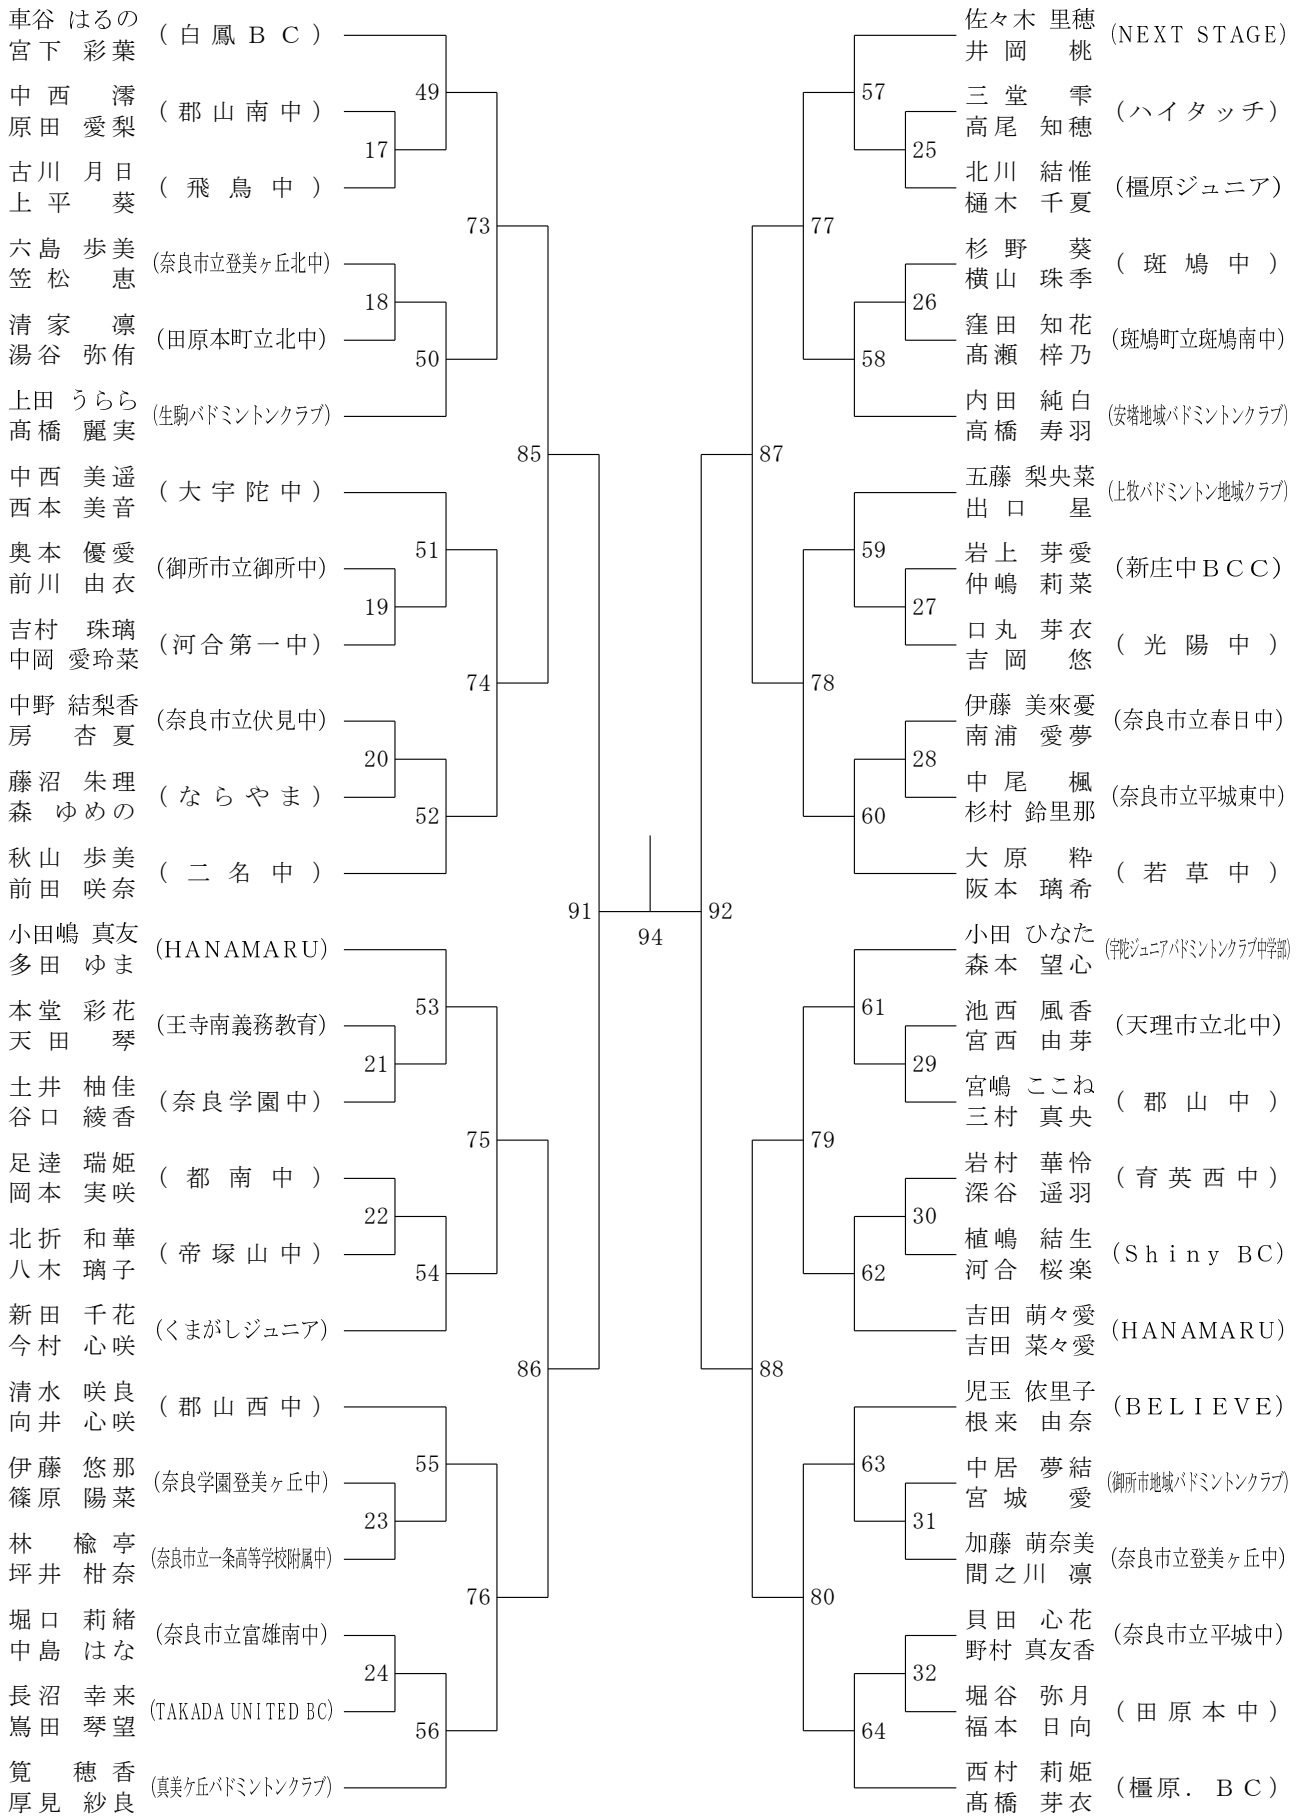 車谷 はるの
宮下 彩葉
(白鳳BC)
中西 澪
原田 愛梨
(郡山南中)
古川 月日
上平 葵
(飛鳥中)
六島 歩美
笠松 恵
(奈良市立登美ヶ丘北中)
清家 凛
湯谷 弥侑
(田原本町立北中)
上田 うらら
髙橋 麗実
(生駒バドミントンクラブ)
中西 美遥
西本 美音
(大宇陀中)
奥本 優愛
前川 由衣
(御所市立御所中)
吉村 珠璃
中岡 愛玲菜
(河合第一中)
中野 結梨香
房 杏夏
(奈良市立伏見中)
藤沼 朱理
森 ゆめの
(ならやま)
秋山 歩美
前田 咲奈
(二名中)
小田嶋 真友
多田 ゆま
(HANAMARU)
本堂 彩花
天田 琴
(王寺南義務教育)
土井 柚佳
谷口 綾香
(奈良学園中)
足達 瑞姫
岡本 実咲
(都南中)
北折 和華
八木 璃子
(帝塚山中)
新田 千花
今村 心咲
(くまがしジュニア)
清水 咲良
向井 心咲
(郡山西中)
伊藤 悠那
篠原 陽菜
(奈良学園登美ヶ丘中)
林 楡亭
坪井 柑奈
(奈良市立一条高等学校附属中)
堀口 莉緒
中島 はな
(奈良市立富雄南中)
長沼 幸来
嶌田 琴望
(TAKADA UNITED BC)
筧 穂香
厚見 紗良
(真美ケ丘バドミントンクラブ)
49
17
73
18
50
85
51
19
74
20
52
91
53
21
75
22
54
86
55
23
76
24
56
94
92
57
25
77
26
58
87
59
27
78
28
60
61
29
79
30
62
88
63
31
80
32
64
佐々木 里穂
井岡 桃
(NEXT STAGE)
三堂 雫
高尾 知穂
(ハイタッチ)
北川 結惟
樋木 千夏
(橿原ジュニア)
杉野 葵
横山 珠季
(斑鳩中)
窪田 知花
髙瀬 梓乃
(斑鳩町立斑鳩南中)
内田 純白
高橋 寿羽
(安堵地域バドミントンクラブ)
五藤 梨央菜
出口 星
(上牧バドミントン地域クラブ)
岩上 芽愛
仲嶋 莉菜
(新庄中BCC)
口丸 芽衣
吉岡 悠
(光陽中)
伊藤 美來憂
南浦 愛夢
(奈良市立春日中)
中尾 楓
杉村 鈴里那
(奈良市立平城東中)
大原 粋
阪本 璃希
(若草中)
小田 ひなた
森本 望心
(宇陀ジュニアバドミントンクラブ中学部)
池西 風香
宮西 由芽
(天理市立北中)
宮嶋 ここね
三村 真央
(郡山中)
岩村 華怜
深谷 遥羽
(育英西中)
植嶋 結生
河合 桜楽
(Shiny BC)
吉田 萌々愛
吉田 菜々愛
(HANAMARU)
児玉 依里子
根来 由奈
(BELIEVE)
中居 夢結
宮城 愛
(御所市地域バドミントンクラブ)
加藤 萌奈美
間之川 凛
(奈良市立登美ヶ丘中)
貝田 心花
野村 真友香
(奈良市立平城中)
堀谷 弥月
福本 日向
(田原本中)
西村 莉姫
髙橋 芽衣
(橿原．BC)